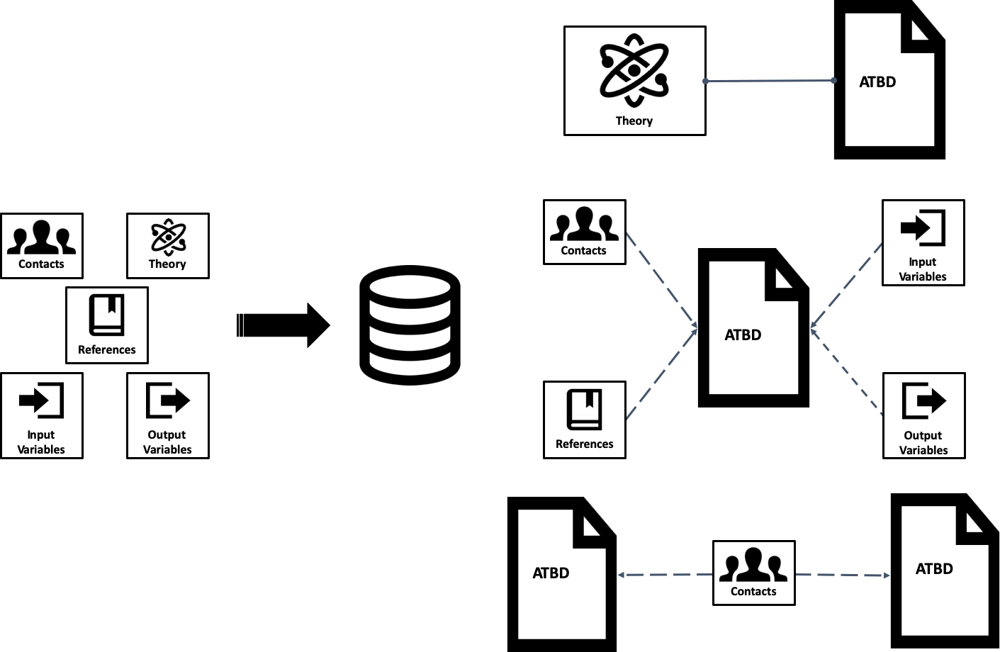 Contacts
Theory
References
Input
Variables
Output
Variables
Theory
ATBD
Contacts
Input
Variables
ATBD
References
Output
Variables
ATBD
Contacts
ATBD